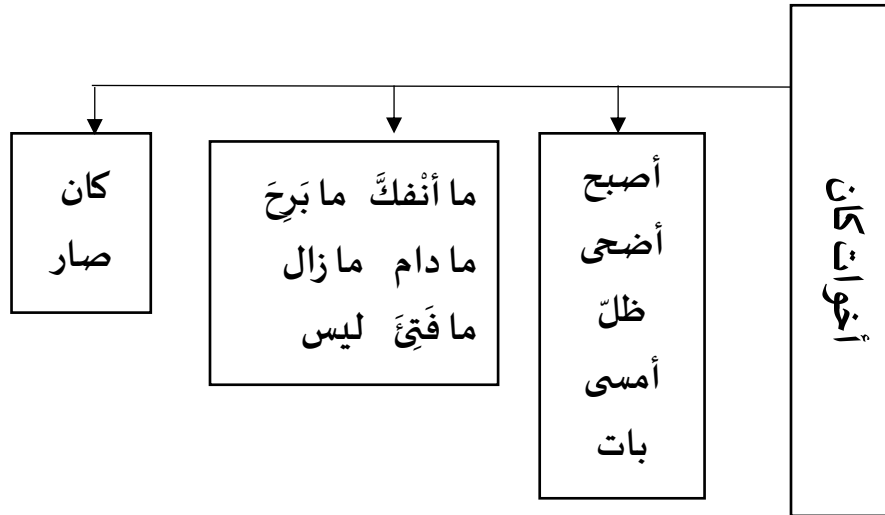 أخوات كان
أصبح
أضحى
ظلّ
أمسى
بات
ما أنْفكَّ ما بَرِحَ
ما دام ما زال
ما فَتِئَ ليس
كان
صار